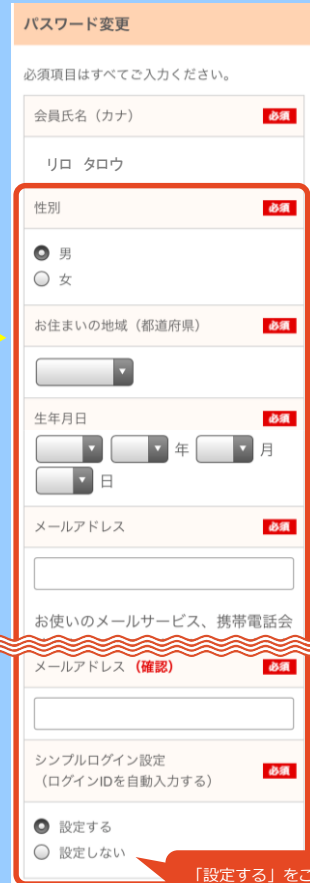 パスワード変更
必須項目はすべてご入力ください。
会員氏名（カナ） 必須
リロ タロウ
性別 必須
男
女
お住まいの地域（都道府県） 必須
生年月日 必須
年 月
日
メールアドレス 必須
お使いのメールサービス、携帯電話会
メールアドレス（確認） 必須
シンプルログイン設定
（ログインIDを自動入力する） 必須
設定する
設定しない
「設定する」をご